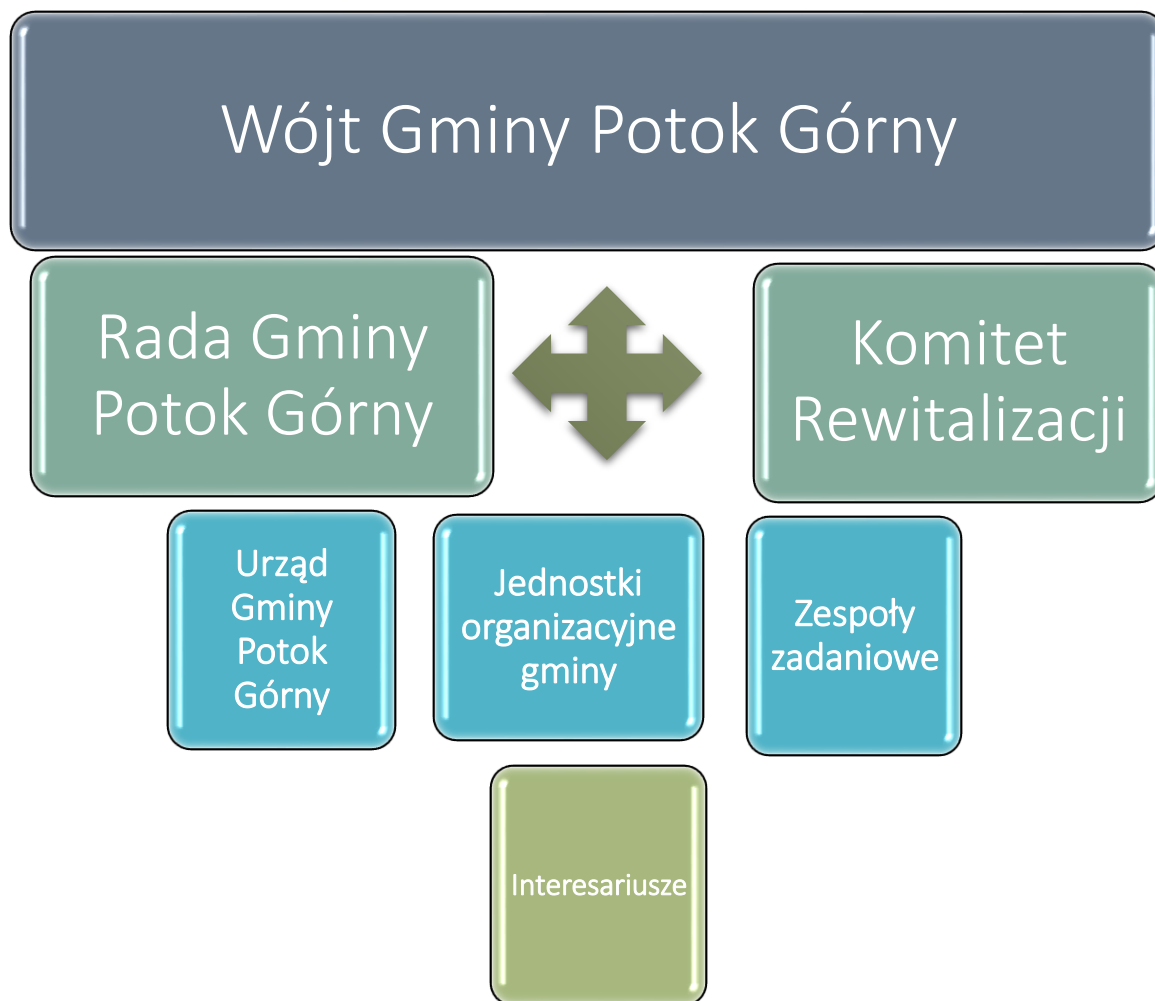 Wójt Gminy Potok Górny
Rada Gminy
Potok Górny
Komitet
Rewitalizacji
Urząd
Gminy
Potok
Górny
Jednostki
organizacyjne
gminy
Zespoły
zadaniowe
Interesariusze